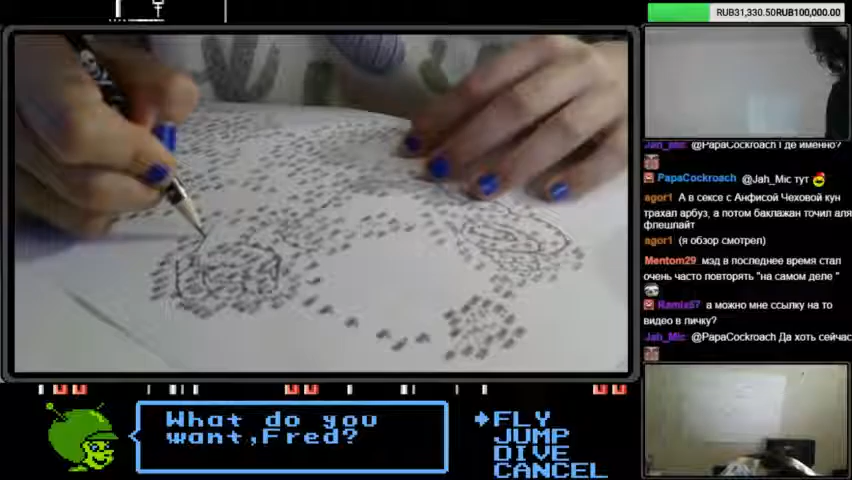 RUB31,330.50RUB100,000.00
Jah_Mic @PapaCockroach Где именно?
PapaCockroach @Jah_Mic тут
agor1 А в сексе с Анфисой Чеховой кун
трахал арбуз, а потом баклажан точил аля
флешлайт
agor1 (я обзор смотрел)
Mentom29 мэд в последнее время стал
очень часто повторять "на самом деле "
Ramix57 а можно мне ссылку на то
видео в личку?
Jah_Mic @PapaCockroach Да хоть сейчас
What do you
want,Fred?
FLY
JUMP
DIVE
CANCEL